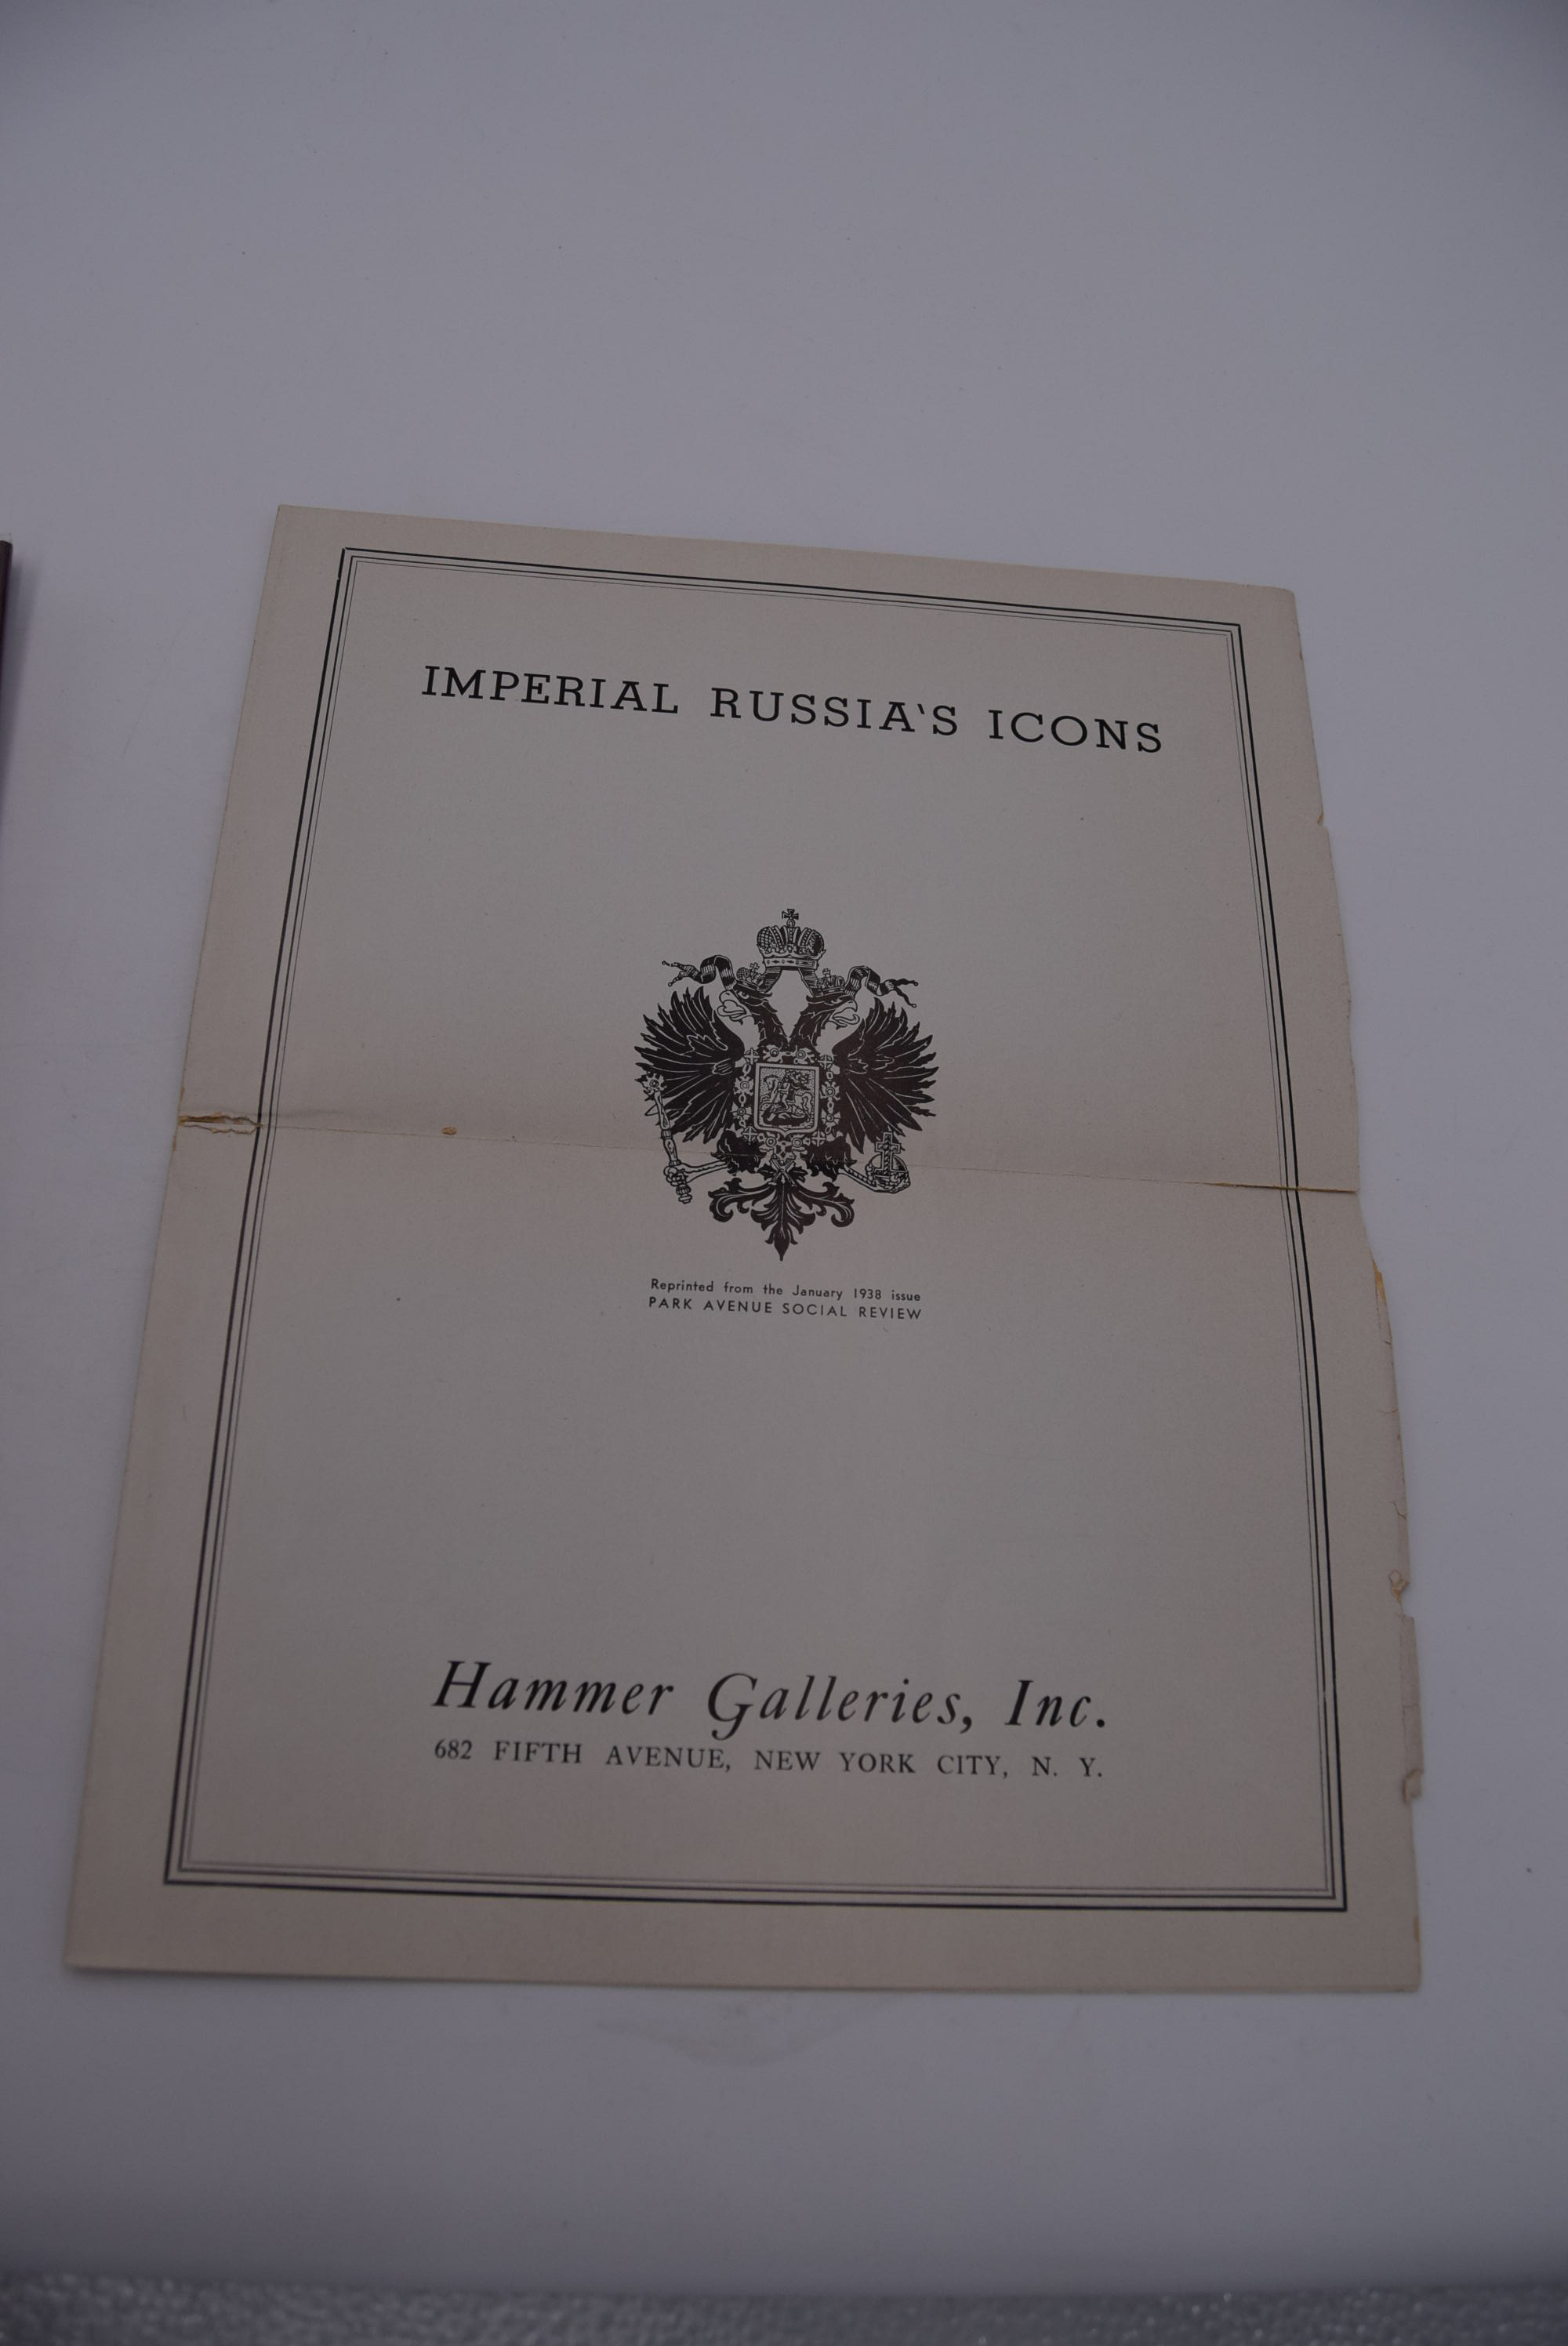 IMPERIAL RUSSIA'S ICONS
Reprinted from the January 1938 issue
PARK AVENUE SOCIAL REVIEW
Hammer Galleries, Inc.
682 FIFTH AVENUE, NEW YORK CITY, N. Y.